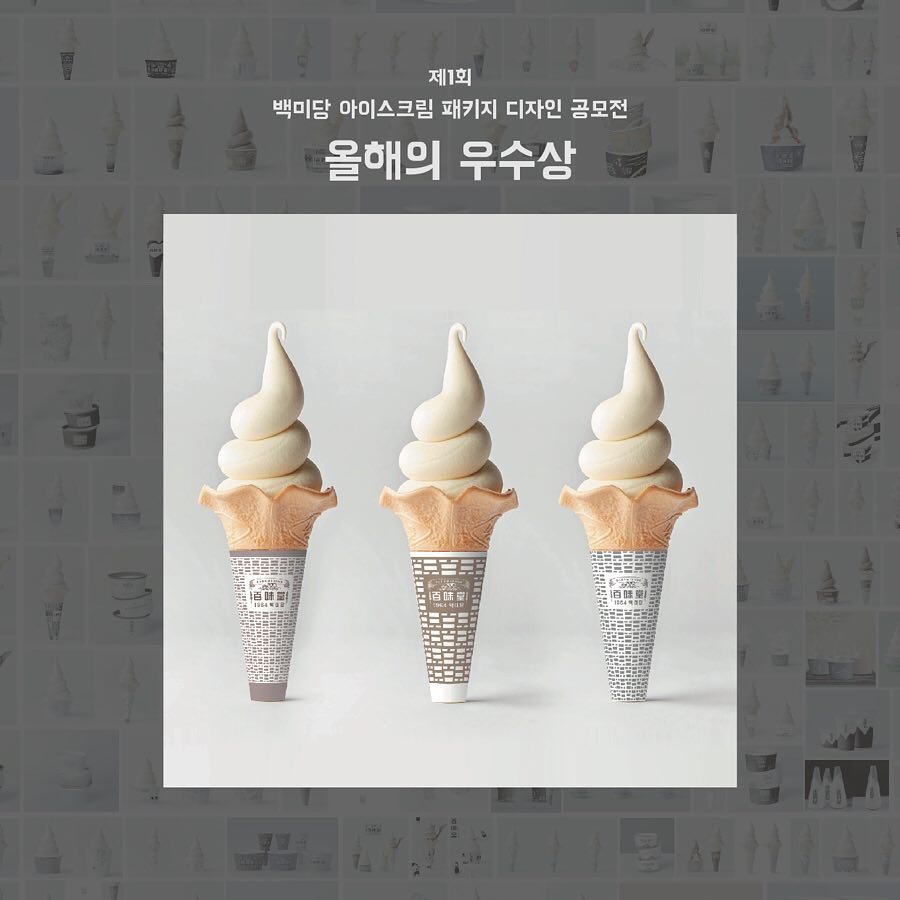 제1회
백미당 아이스크림 패키지 디자인 공모전
올해의 우수상
百味堂
1964 백미당
百味堂
1964 백미당
百味堂
1964 백미당